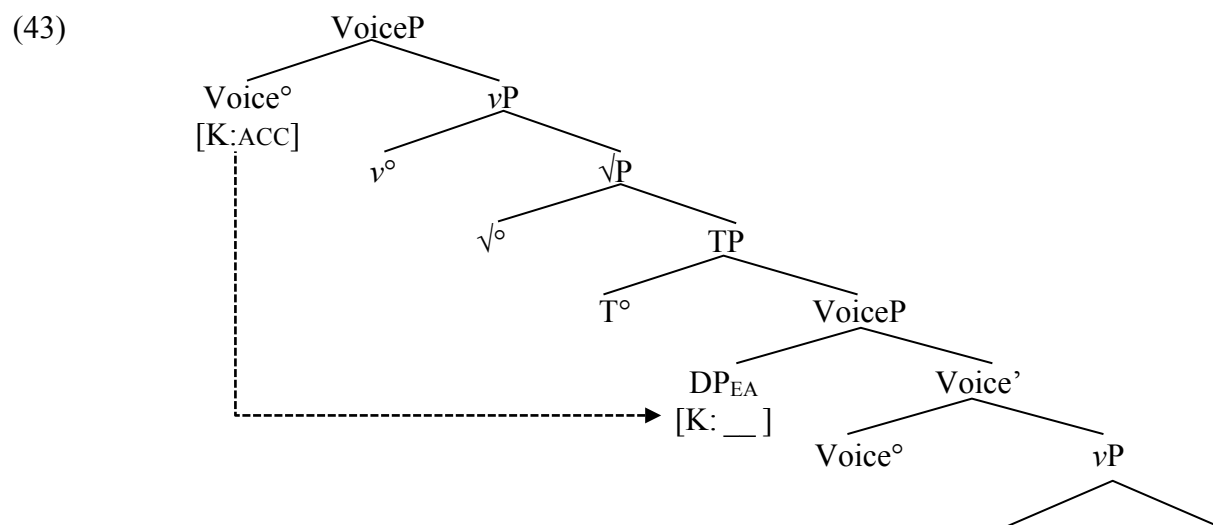 (43) VoiceP
Voice° vP
[K:ACC]
v° √P
√° TP
T° VoiceP
DPEA Voice’
[K: __ ]
Voice° vP